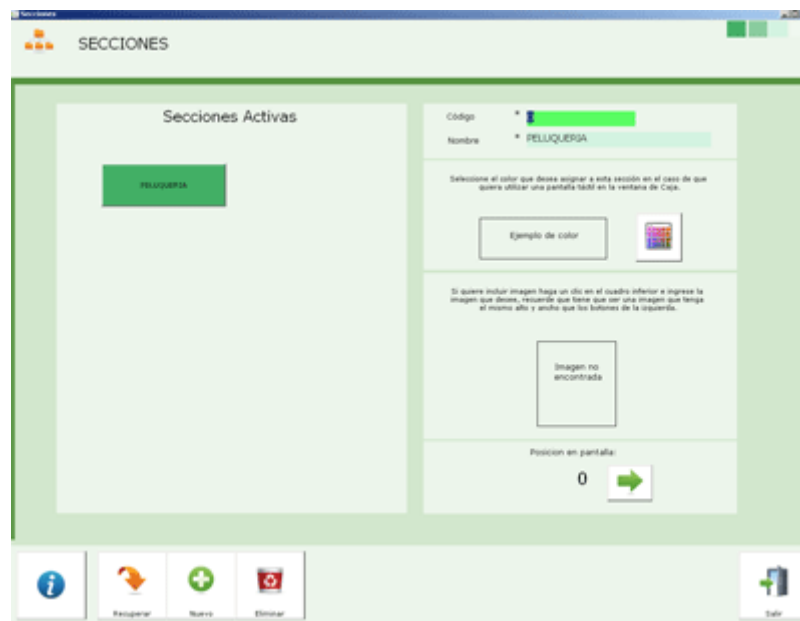 Secciones
SECCIONES
Secciones Activas
PELUQUERIA
Código *
Nombre * PELUQUERIA
Seleccione el color que desea asignar a esta sección en el caso de que
quiera utilizar una pantalla táctil en la ventana de Caja.
Ejemplo de color
Si quiere incluir imagen haga un clic en el cuadro inferior e ingrese la
imagen que desee, recuerde que tiene que ser una imagen que tenga
el mismo alto y ancho que los botones de la izquierda.
Imagen no
encontrada
Posicion en pantalla:
0
Recuperar Nuevo Eliminar Salir